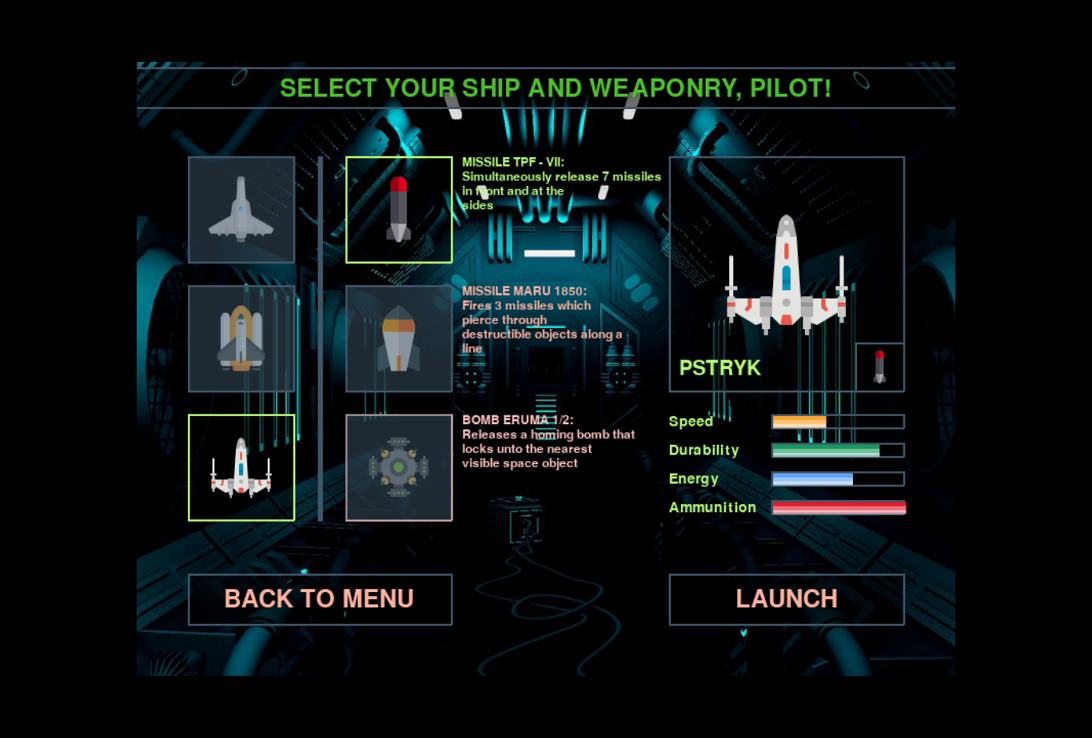 SELECT YOUR SHIP AND WEAPONRY, PILOT!
MISSILE TPF - VII:
Simultaneously release 7 missiles
in front and at the
sides
MISSILE MARU 1850:
Fires 3 missiles which
pierce through
destructible objects along a
line
BOMB ERUMA 1/2:
Releases a homing bomb that
locks unto the nearest
visible space object
PSTRYK
Speed
Durability
Energy
Ammunition
BACK TO MENU
LAUNCH